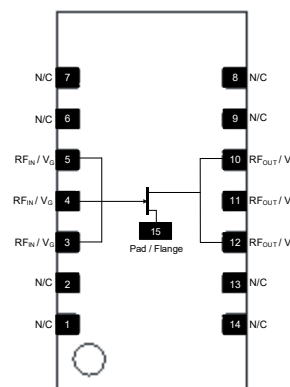 N/C 7 8 N/C
N/C 6 9 N/C
RFIN / VG 5 10 RFOUT / V
RFIN / VG 4 11 RFOUT / V
RFIN / VG 3 12 RFOUT / V
15
Pad / Flange
N/C 2 13 N/C
N/C 1 14 N/C